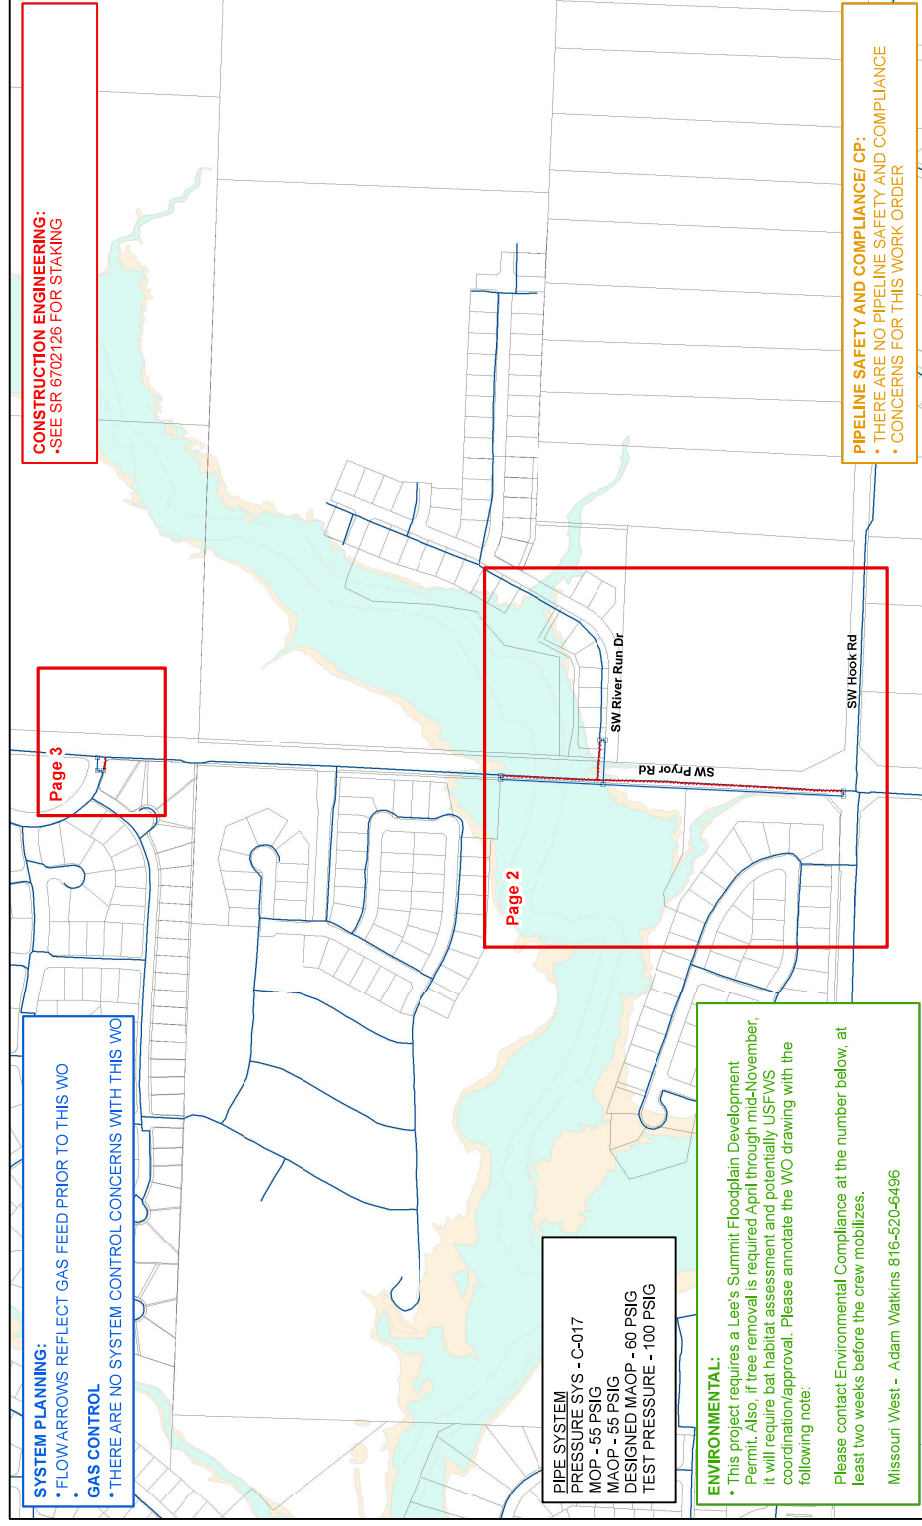 SYSTEM PLANNING:
• FLOW ARROWS REFLECT GAS FEED PRIOR TO THIS WO
•
GAS CONTROL
• THERE ARE NO SYSTEM CONTROL CONCERNS WITH THIS WO
CONSTRUCTION ENGINEERING:
•SEE SR 6702126 FOR STAKING
Page 3
Page 2
SW River Run Dr
SW Pryor Rd
SW Hook Rd
PIPE SYSTEM
PRESSURE SYS - C-017
MOP - 55 PSIG
MAOP - 55 PSIG
DESIGNED MAOP - 60 PSIG
TEST PRESSURE - 100 PSIG
ENVIRONMENTAL:
• This project requires a Lee's Summit Floodplain Development
Permit. Also, if tree removal is required April through mid-November,
it will require bat habitat assessment and potentially USFWS
coordination/approval. Please annotate the WO drawing with the
following note:
Please contact Environmental Compliance at the number below, at
least two weeks before the crew mobilizes.
Missouri West - Adam Watkins 816-520-6496
PIPELINE SAFETY AND COMPLIANCE/ CP:
• THERE ARE NO PIPELINE SAFETY AND COMPLIANCE
• CONCERNS FOR THIS WORK ORDER